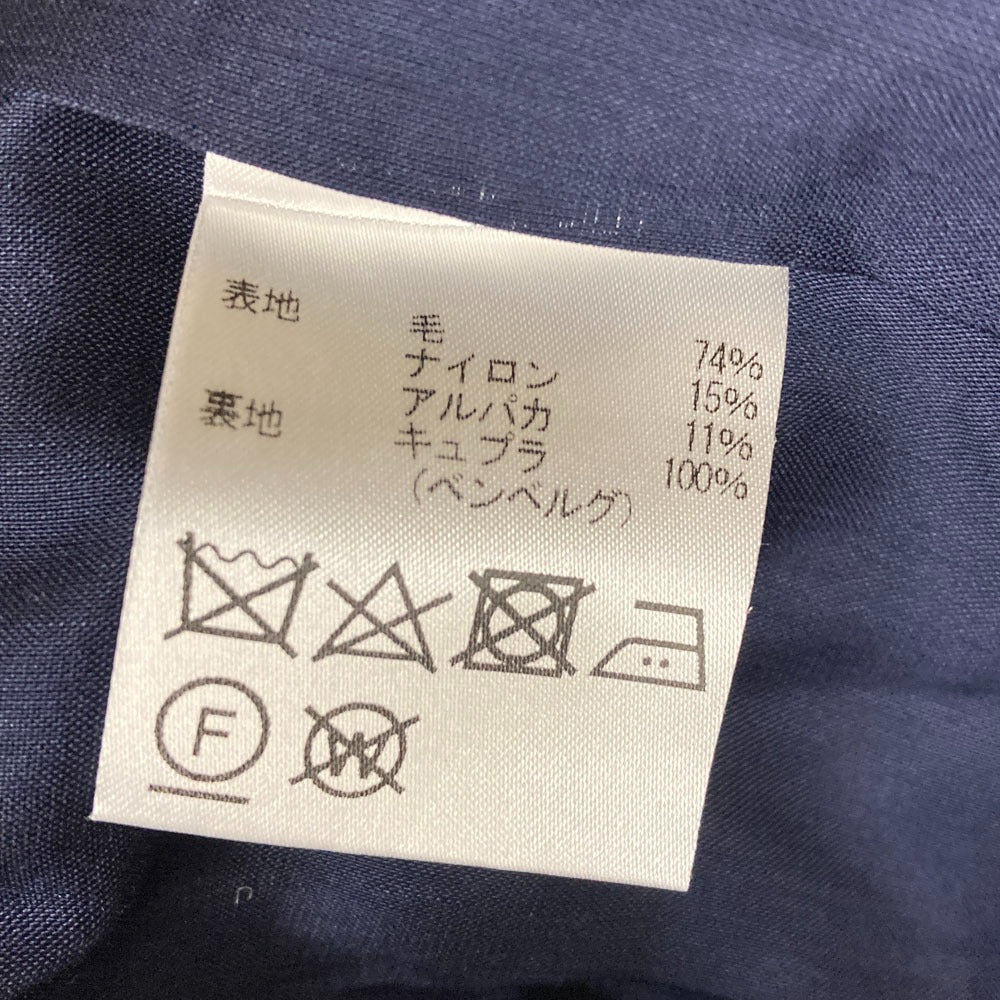 表地 毛 74%
ナイロン 15%
アルパカ 11%
裏地 キュプラ 100%
(ベンベルグ)
F W